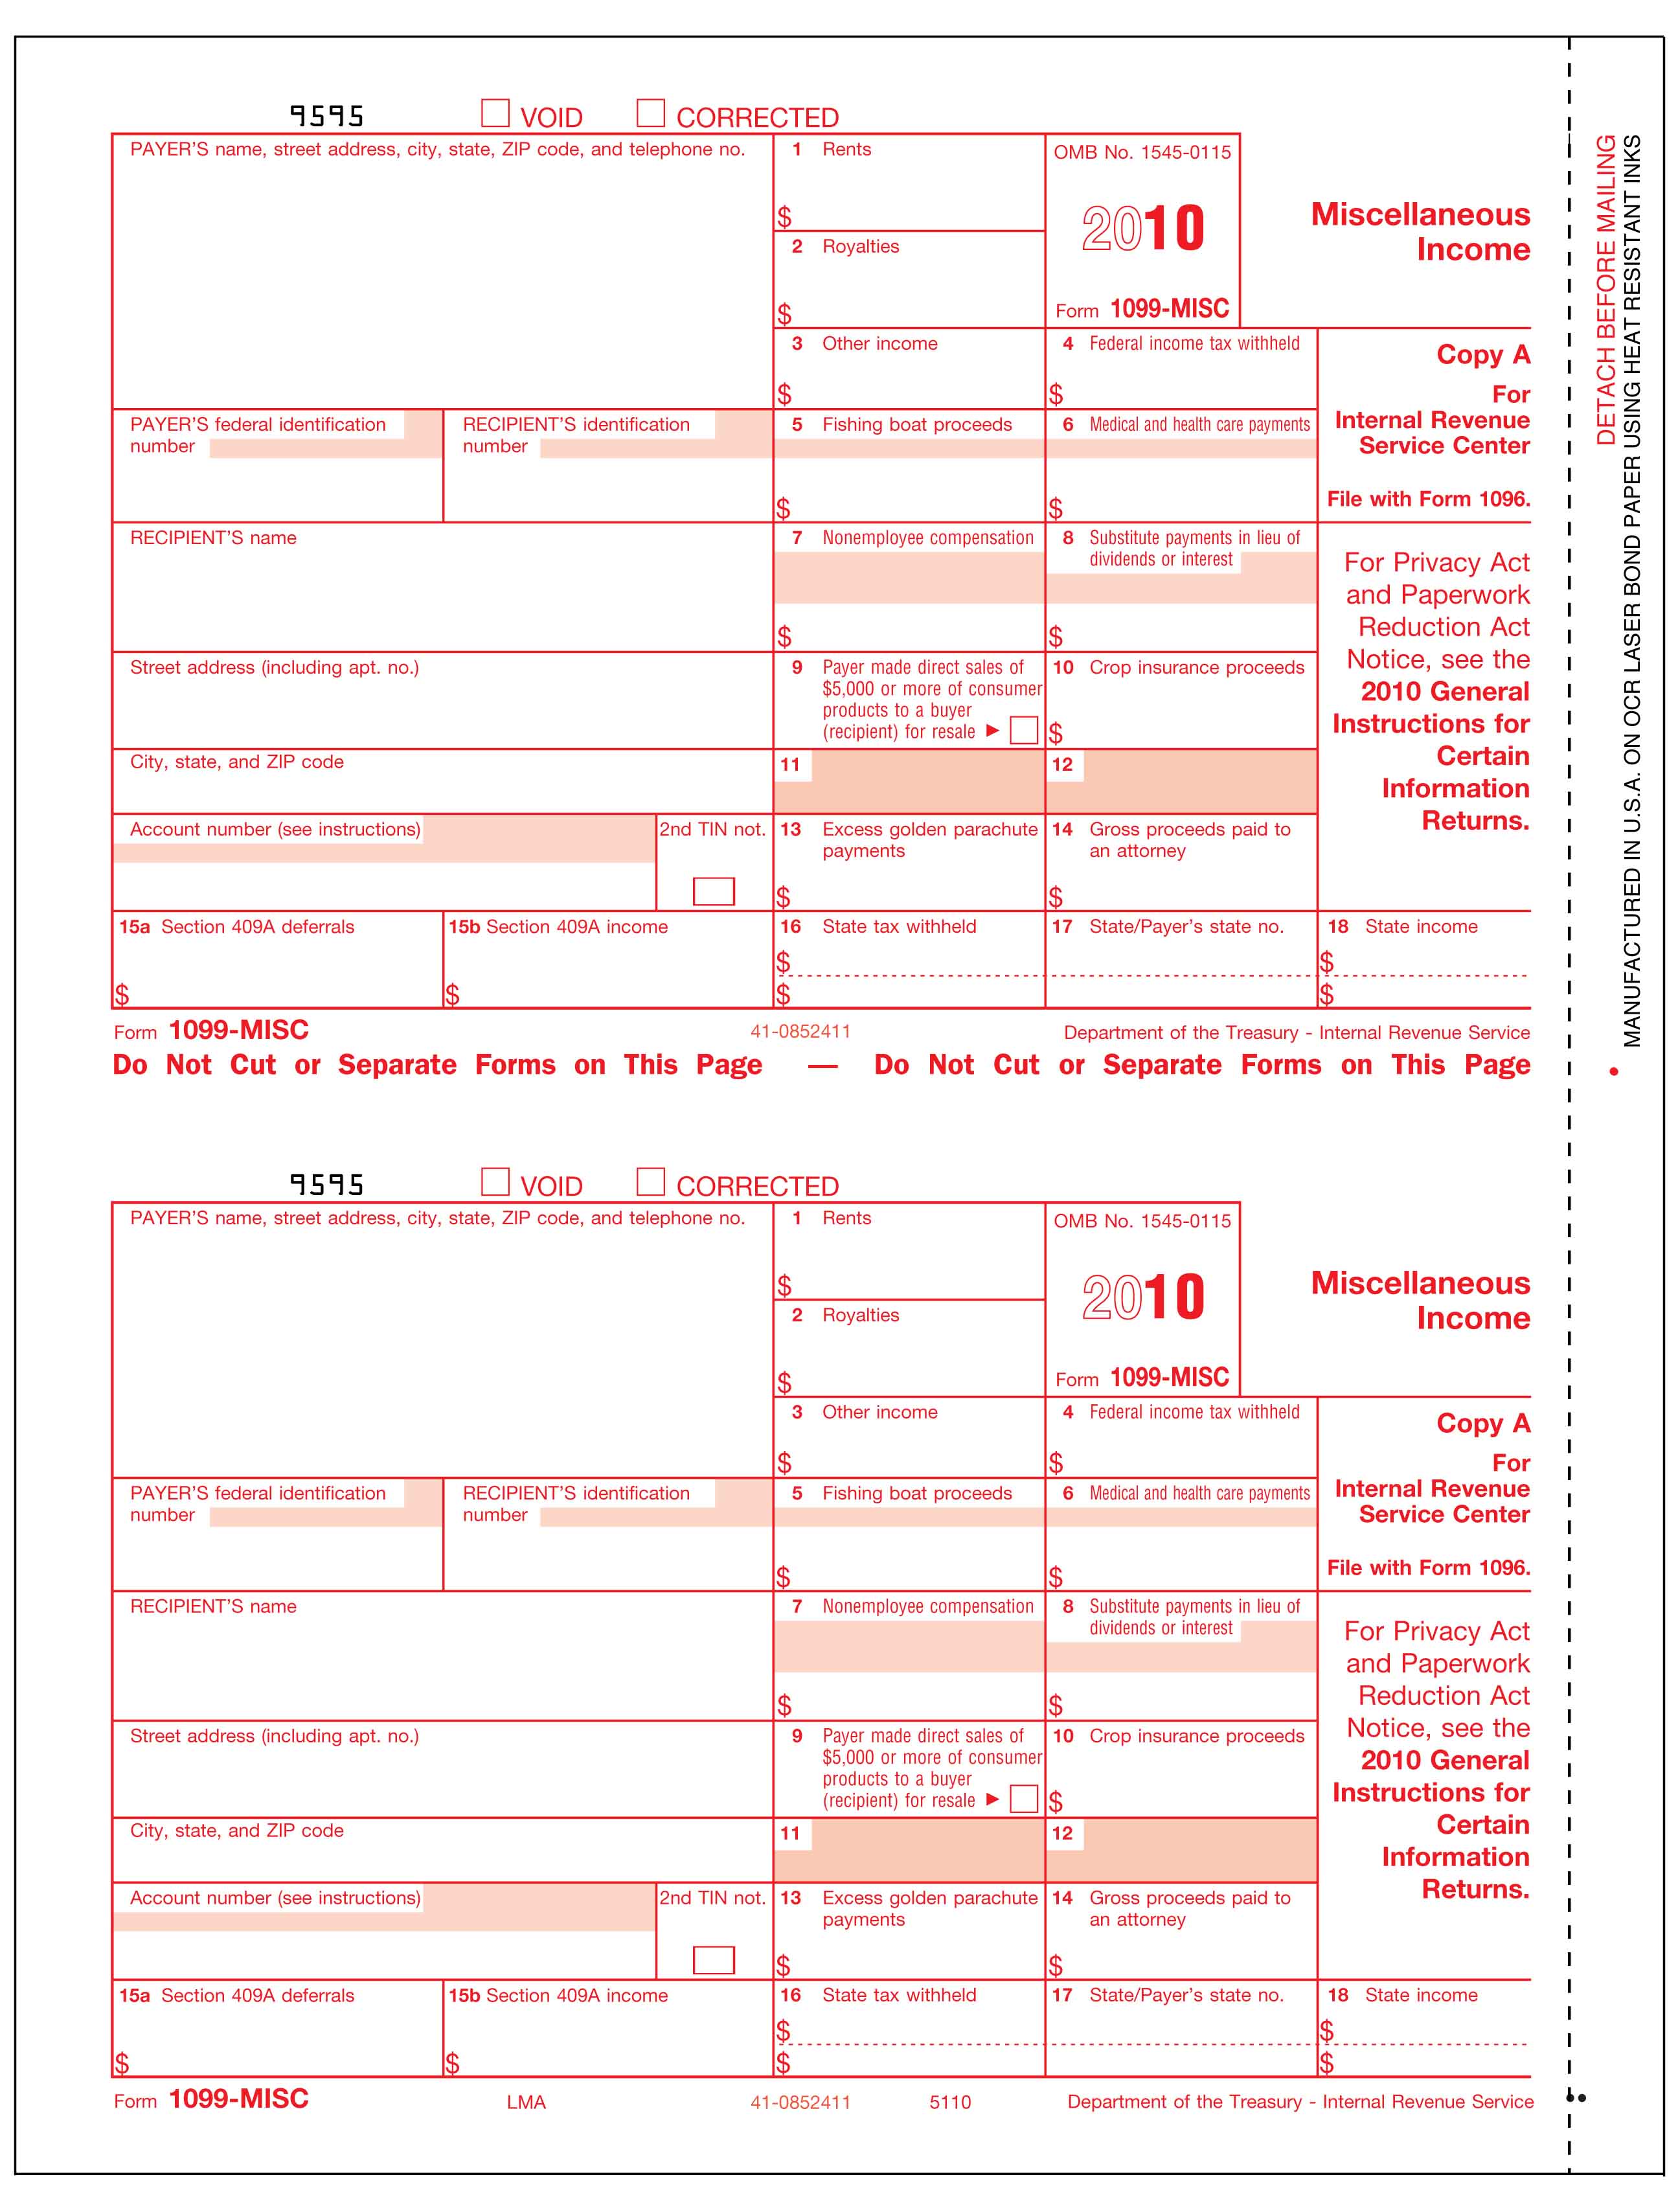 9595 VOID CORRECTED
PAYER'S name, street address, city, state, ZIP code, and telephone no.
1 Rents
$
2 Royalties
$
OMB No. 1545-0115
2010
Form 1099-MISC
Miscellaneous
Income
3 Other income
$
4 Federal income tax withheld
$
Copy A
For
Internal Revenue
Service Center
File with Form 1096.
PAYER'S federal identification
number
RECIPIENT'S identification
number
5 Fishing boat proceeds
$
6 Medical and health care payments
$
RECIPIENT'S name
7 Nonemployee compensation
$
8 Substitute payments in lieu of
dividends or interest
$
For Privacy Act
and Paperwork
Reduction Act
Notice, see the
2010 General
Instructions for
Certain
Information
Returns.
Street address (including apt. no.)
9 Payer made direct sales of
$5,000 or more of consumer
products to a buyer
(recipient) for resale ►
10 Crop insurance proceeds
$
City, state, and ZIP code
11
12
Account number (see instructions)
2nd TIN not.
13 Excess golden parachute
payments
$
14 Gross proceeds paid to
an attorney
$
15a Section 409A deferrals
$
15b Section 409A income
$
16 State tax withheld
$
$
17 State/Payer's state no.
18 State income
$
$
Form 1099-MISC 41-0852411 Department of the Treasury - Internal Revenue Service
Do Not Cut or Separate Forms on This Page — Do Not Cut or Separate Forms on This Page
9595 VOID CORRECTED
PAYER'S name, street address, city, state, ZIP code, and telephone no.
1 Rents
$
2 Royalties
$
OMB No. 1545-0115
2010
Form 1099-MISC
Miscellaneous
Income
3 Other income
$
4 Federal income tax withheld
$
Copy A
For
Internal Revenue
Service Center
File with Form 1096.
PAYER'S federal identification
number
RECIPIENT'S identification
number
5 Fishing boat proceeds
$
6 Medical and health care payments
$
RECIPIENT'S name
7 Nonemployee compensation
$
8 Substitute payments in lieu of
dividends or interest
$
For Privacy Act
and Paperwork
Reduction Act
Notice, see the
2010 General
Instructions for
Certain
Information
Returns.
Street address (including apt. no.)
9 Payer made direct sales of
$5,000 or more of consumer
products to a buyer
(recipient) for resale ►
10 Crop insurance proceeds
$
City, state, and ZIP code
11
12
Account number (see instructions)
2nd TIN not.
13 Excess golden parachute
payments
$
14 Gross proceeds paid to
an attorney
$
15a Section 409A deferrals
$
15b Section 409A income
$
16 State tax withheld
$
$
17 State/Payer's state no.
18 State income
$
$
Form 1099-MISC LMA 41-0852411 5110 Department of the Treasury - Internal Revenue Service
DETACH BEFORE MAILING
MANUFACTURED IN U.S.A. ON OCR LASER BOND PAPER USING HEAT RESISTANT INKS